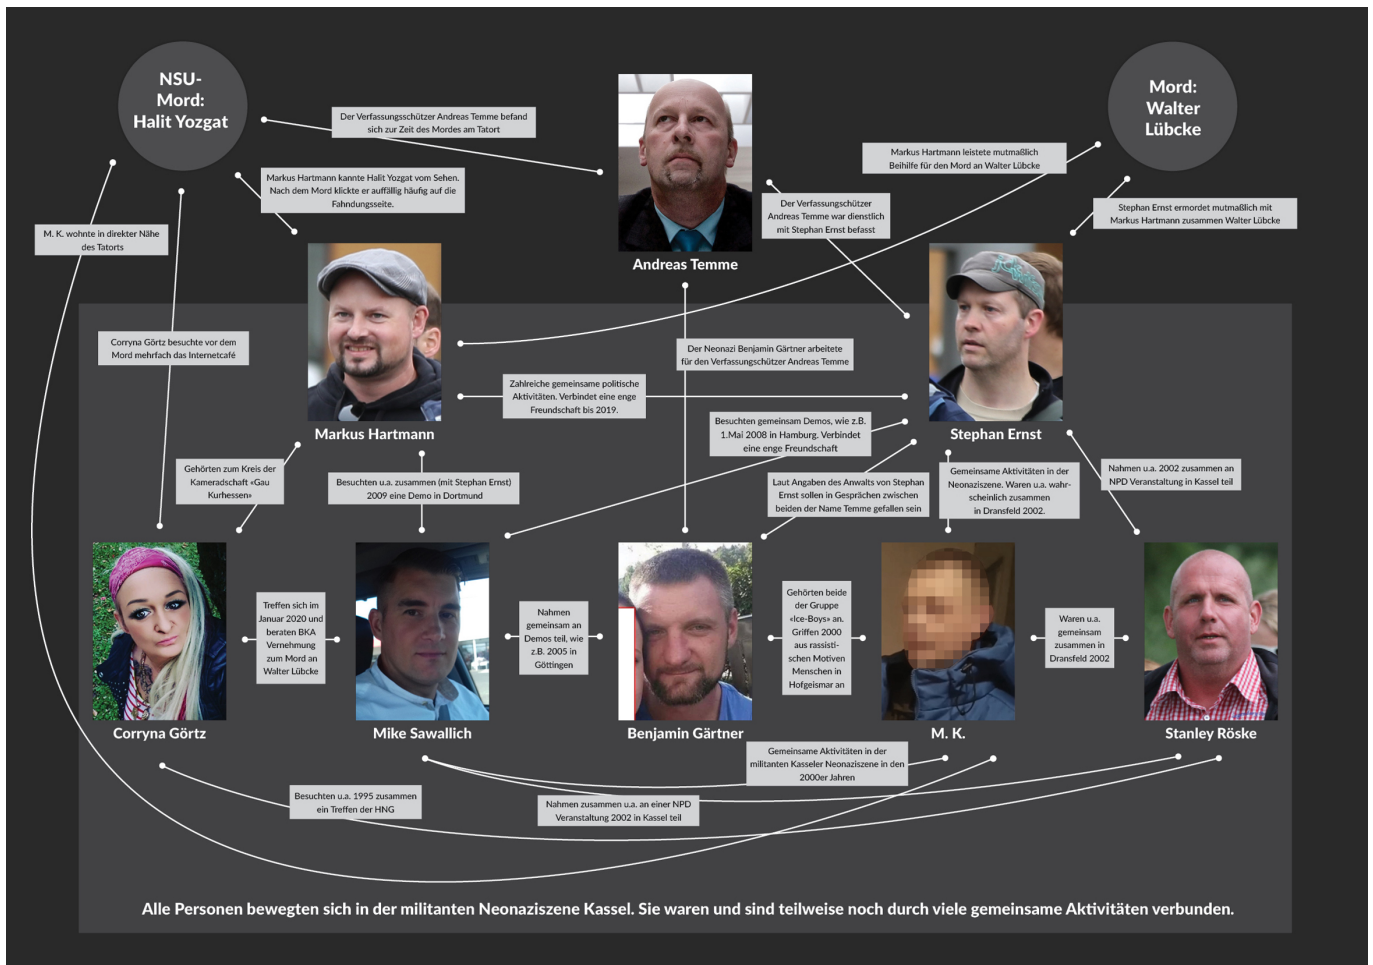 NSU-
Mord:
Halit Yozgat
Mord:
Walter
Lübcke
Der Verfassungsschützer Andreas Temme befand
sich zur Zeit des Mordes am Tatort
Markus Hartmann leistete mutmaßlich
Beihilfe für den Mord an Walter Lübcke
Markus Hartmann kannte Halit Yozgat vom Sehen.
Nach dem Mord klickte er auffällig häufig auf die
Fahndungsseite.
Der Verfassungschützer
Andreas Temme war dienstlich
mit Stephan Ernst befasst
Stephan Ernst ermordet mutmaßlich mit
Markus Hartmann zusammen Walter Lübcke
M. K. wohnte in direkter Nähe
des Tatorts
Andreas Temme
Corryna Görtz besuchte vor dem
Mord mehrfach das Internetcafé
Der Neonazi Benjamin Gärtner arbeitete
für den Verfassungschützer Andreas Temme
Zahlreiche gemeinsame politische
Aktivitäten. Verbindet eine enge
Freundschaft bis 2019.
Markus Hartmann
Stephan Ernst
Besuchten gemeinsam Demos, wie z.B.
1.Mai 2008 in Hamburg. Verbindet
eine enge Freundschaft
Gehörten zum Kreis der
Kameradschaft «Gau
Kurhessen»
Besuchten u.a. zusammen (mit Stephan Ernst)
2009 eine Demo in Dortmund
Laut Angaben des Anwalts von Stephan
Ernst sollen in Gesprächen zwischen
beiden der Name Temme gefallen sein
Gemeinsame Aktivitäten in der
Neonaziszene. Waren u.a. wahr-
scheinlich zusammen
in Dransfeld 2002.
Nahmen u.a. 2002 zusammen an
NPD Veranstaltung in Kassel teil
Treffen sich im
Januar 2020 und
beraten BKA
Vernehmung
zum Mord an
Walter Lübcke
Nahmen
gemeinsam an
Demos teil, wie
z.B. 2005 in
Göttingen
Gehörten beide
der Gruppe
«Ice-Boys» an.
Griffen 2000
aus rassisti-
schen Motiven
Menschen in
Hofgeismar an
Waren u.a.
gemeinsam
zusammen in
Dransfeld 2002
Corryna Görtz
Mike Sawallich
Benjamin Gärtner
M. K.
Stanley Röske
Gemeinsame Aktivitäten in der
militanten Kasseler Neonaziszene in den
2000er Jahren
Besuchten u.a. 1995 zusammen
ein Treffen der HNG
Nahmen zusammen u.a. an einer NPD
Veranstaltung 2002 in Kassel teil
Alle Personen bewegten sich in der militanten Neonaziszene Kassel. Sie waren und sind teilweise noch durch viele gemeinsame Aktivitäten verbunden.